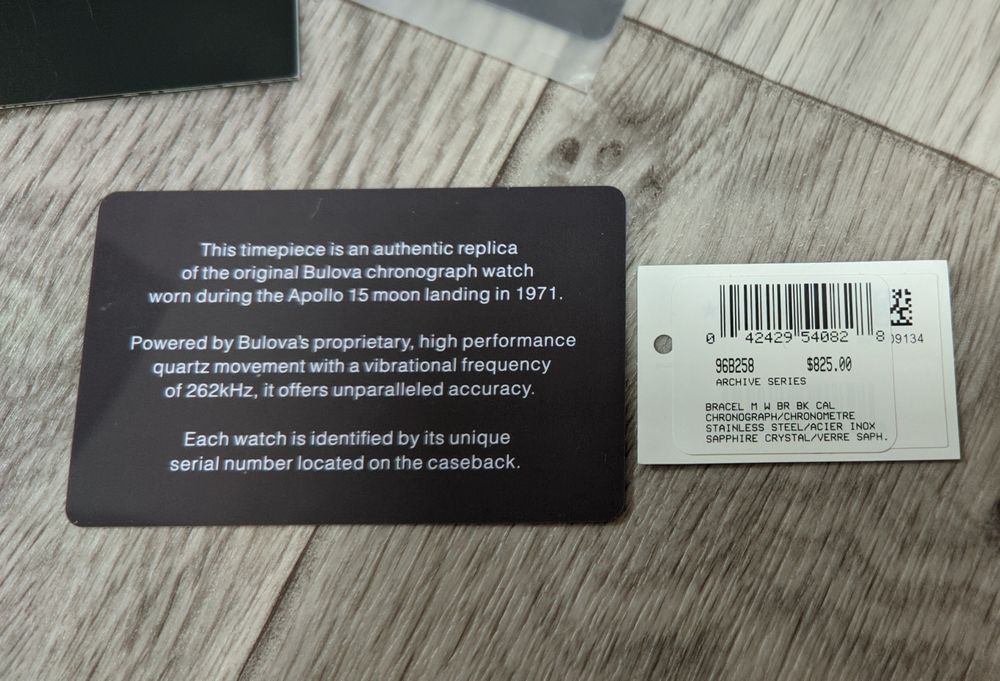 This timepiece is an authentic replica
of the original Bulova chronograph watch
worn during the Apollo 15 moon landing in 1971.
Powered by Bulova's proprietary, high performance
quartz movement with a vibrational frequency
of 262kHz, it offers unparalleled accuracy.
Each watch is identified by its unique
serial number located on the caseback.
0 42429 54082 8
09134
96B258 $825.00
ARCHIVE SERIES
BRACEL M W BR BK CAL
CHRONOGRAPH/CHRONOMETRE
STAINLESS STEEL/ACIER INOX
SAPPHIRE CRYSTAL/VERRE SAPH.